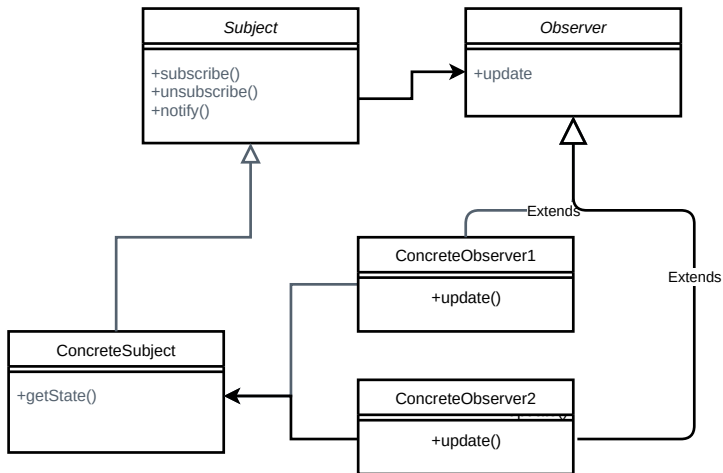 Subject
+subscribe()
+unsubscribe()
+notify()
Observer
+update
Extends
ConcreteObserver1
+update()
Extends
ConcreteSubject
+getState()
ConcreteObserver2
+update()